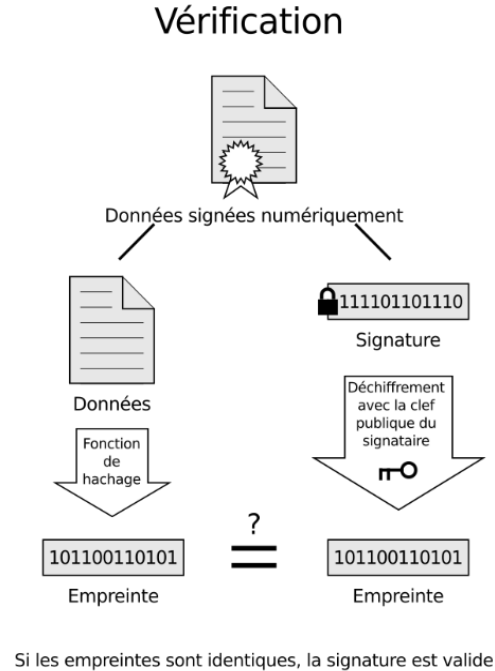 Vérification
Données signées numériquement
111101101110
Signature
Données
Déchiffrement
avec la clef
publique du
signataire
Fonction
de
hachage
?
=
101100110101
101100110101
Empreinte
Empreinte
Si les empreintes sont identiques, la signature est valide